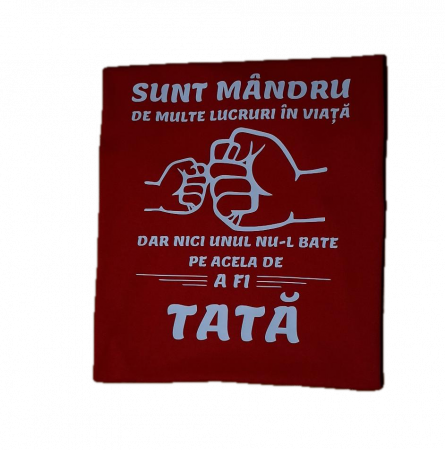 SUNT MÂNDRU
DE MULTE LUCRURI ÎN VIAȚĂ
DAR NICI UNUL NU-L BATE
PE ACELA DE
A FI
TATĂ